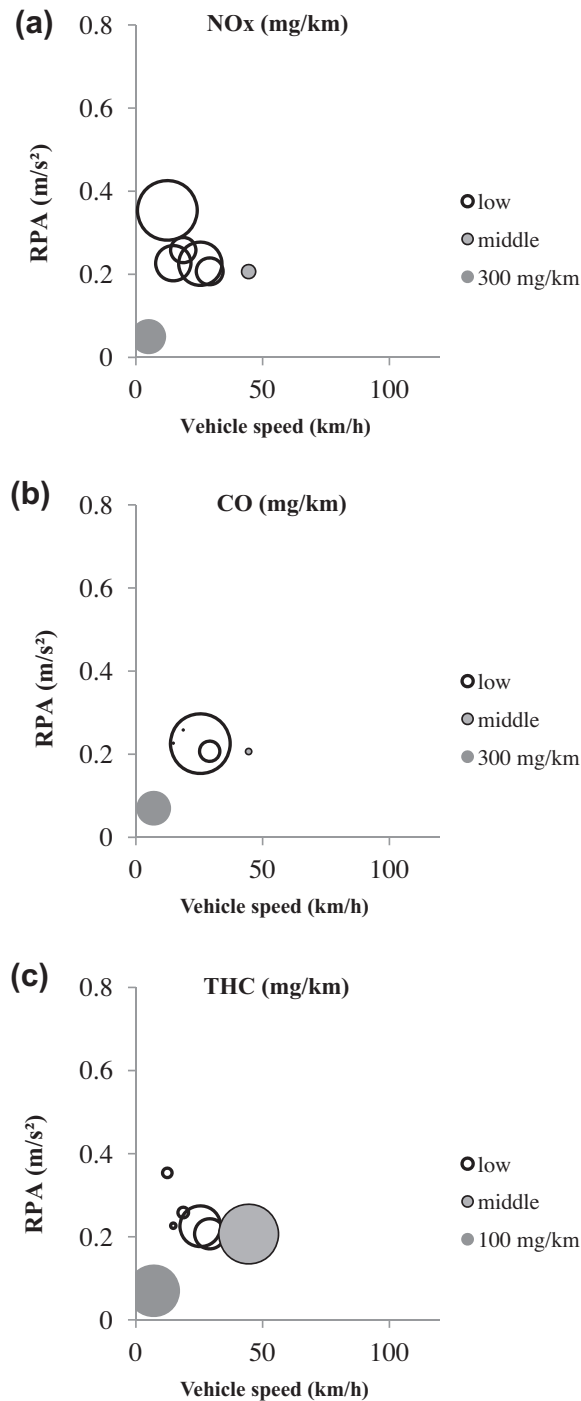 (a)
NOx (mg/km)
0.8
0.6
0.4
0.2
0
RPA (m/s²)
0
50
100
Vehicle speed (km/h)
low
middle
300 mg/km
(b)
CO (mg/km)
0.8
0.6
0.4
0.2
0
RPA (m/s²)
0
50
100
Vehicle speed (km/h)
low
middle
300 mg/km
(c)
THC (mg/km)
0.8
0.6
0.4
0.2
0
RPA (m/s²)
0
50
100
Vehicle speed (km/h)
low
middle
100 mg/km